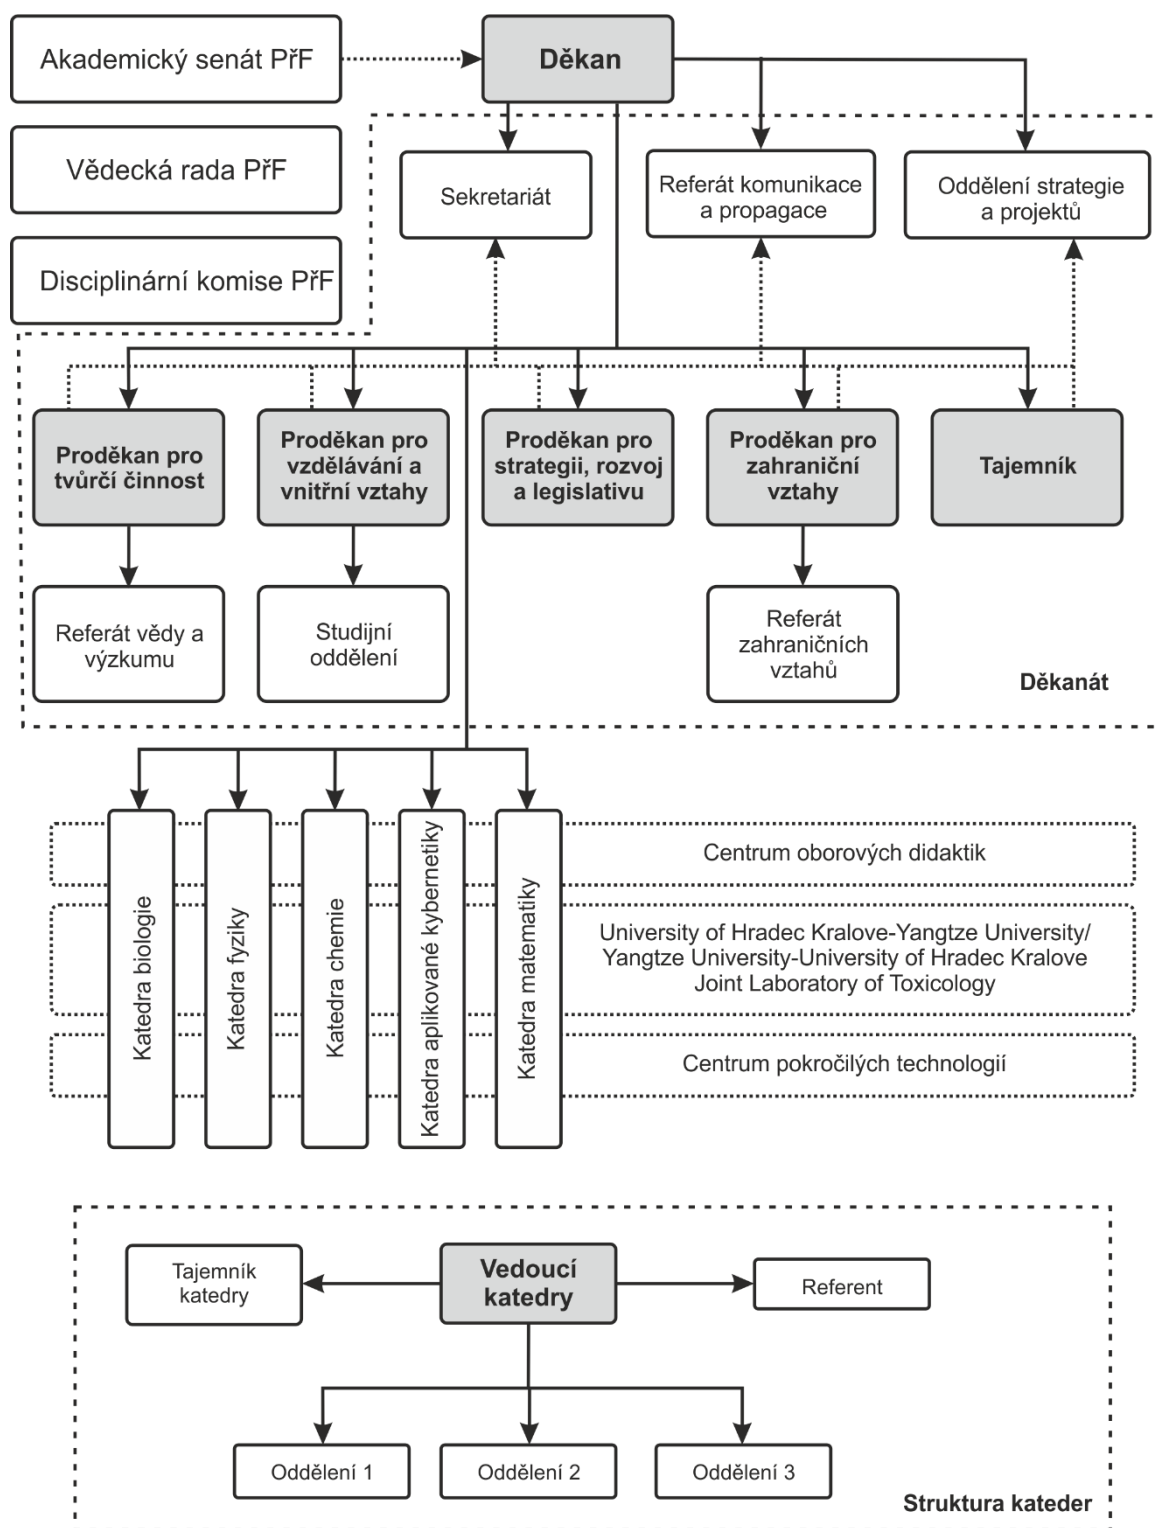 Akademický senát PřF
Děkan
Vědecká rada PřF
Disciplinární komise PřF
Sekretariát
Referát komunikace
a propagace
Oddělení strategie
a projektů
Proděkan pro
tvůrčí činnost
Proděkan pro
vzdělávání a
vnitřní vztahy
Proděkan pro
strategii, rozvoj
a legislativu
Proděkan pro
zahraniční
vztahy
Tajemník
Referát vědy a
výzkumu
Studijní
oddělení
Referát
zahraničních
vztahů
Děkanát
Katedra biologie
Katedra fyziky
Katedra chemie
Katedra aplikované kybernetiky
Katedra matematiky
Centrum oborových didaktik
University of Hradec Kralove-Yangtze University/
Yangtze University-University of Hradec Kralove
Joint Laboratory of Toxicology
Centrum pokročilých technologií
Tajemník
katedry
Vedoucí
katedry
Referent
Oddělení 1
Oddělení 2
Oddělení 3
Struktura kateder